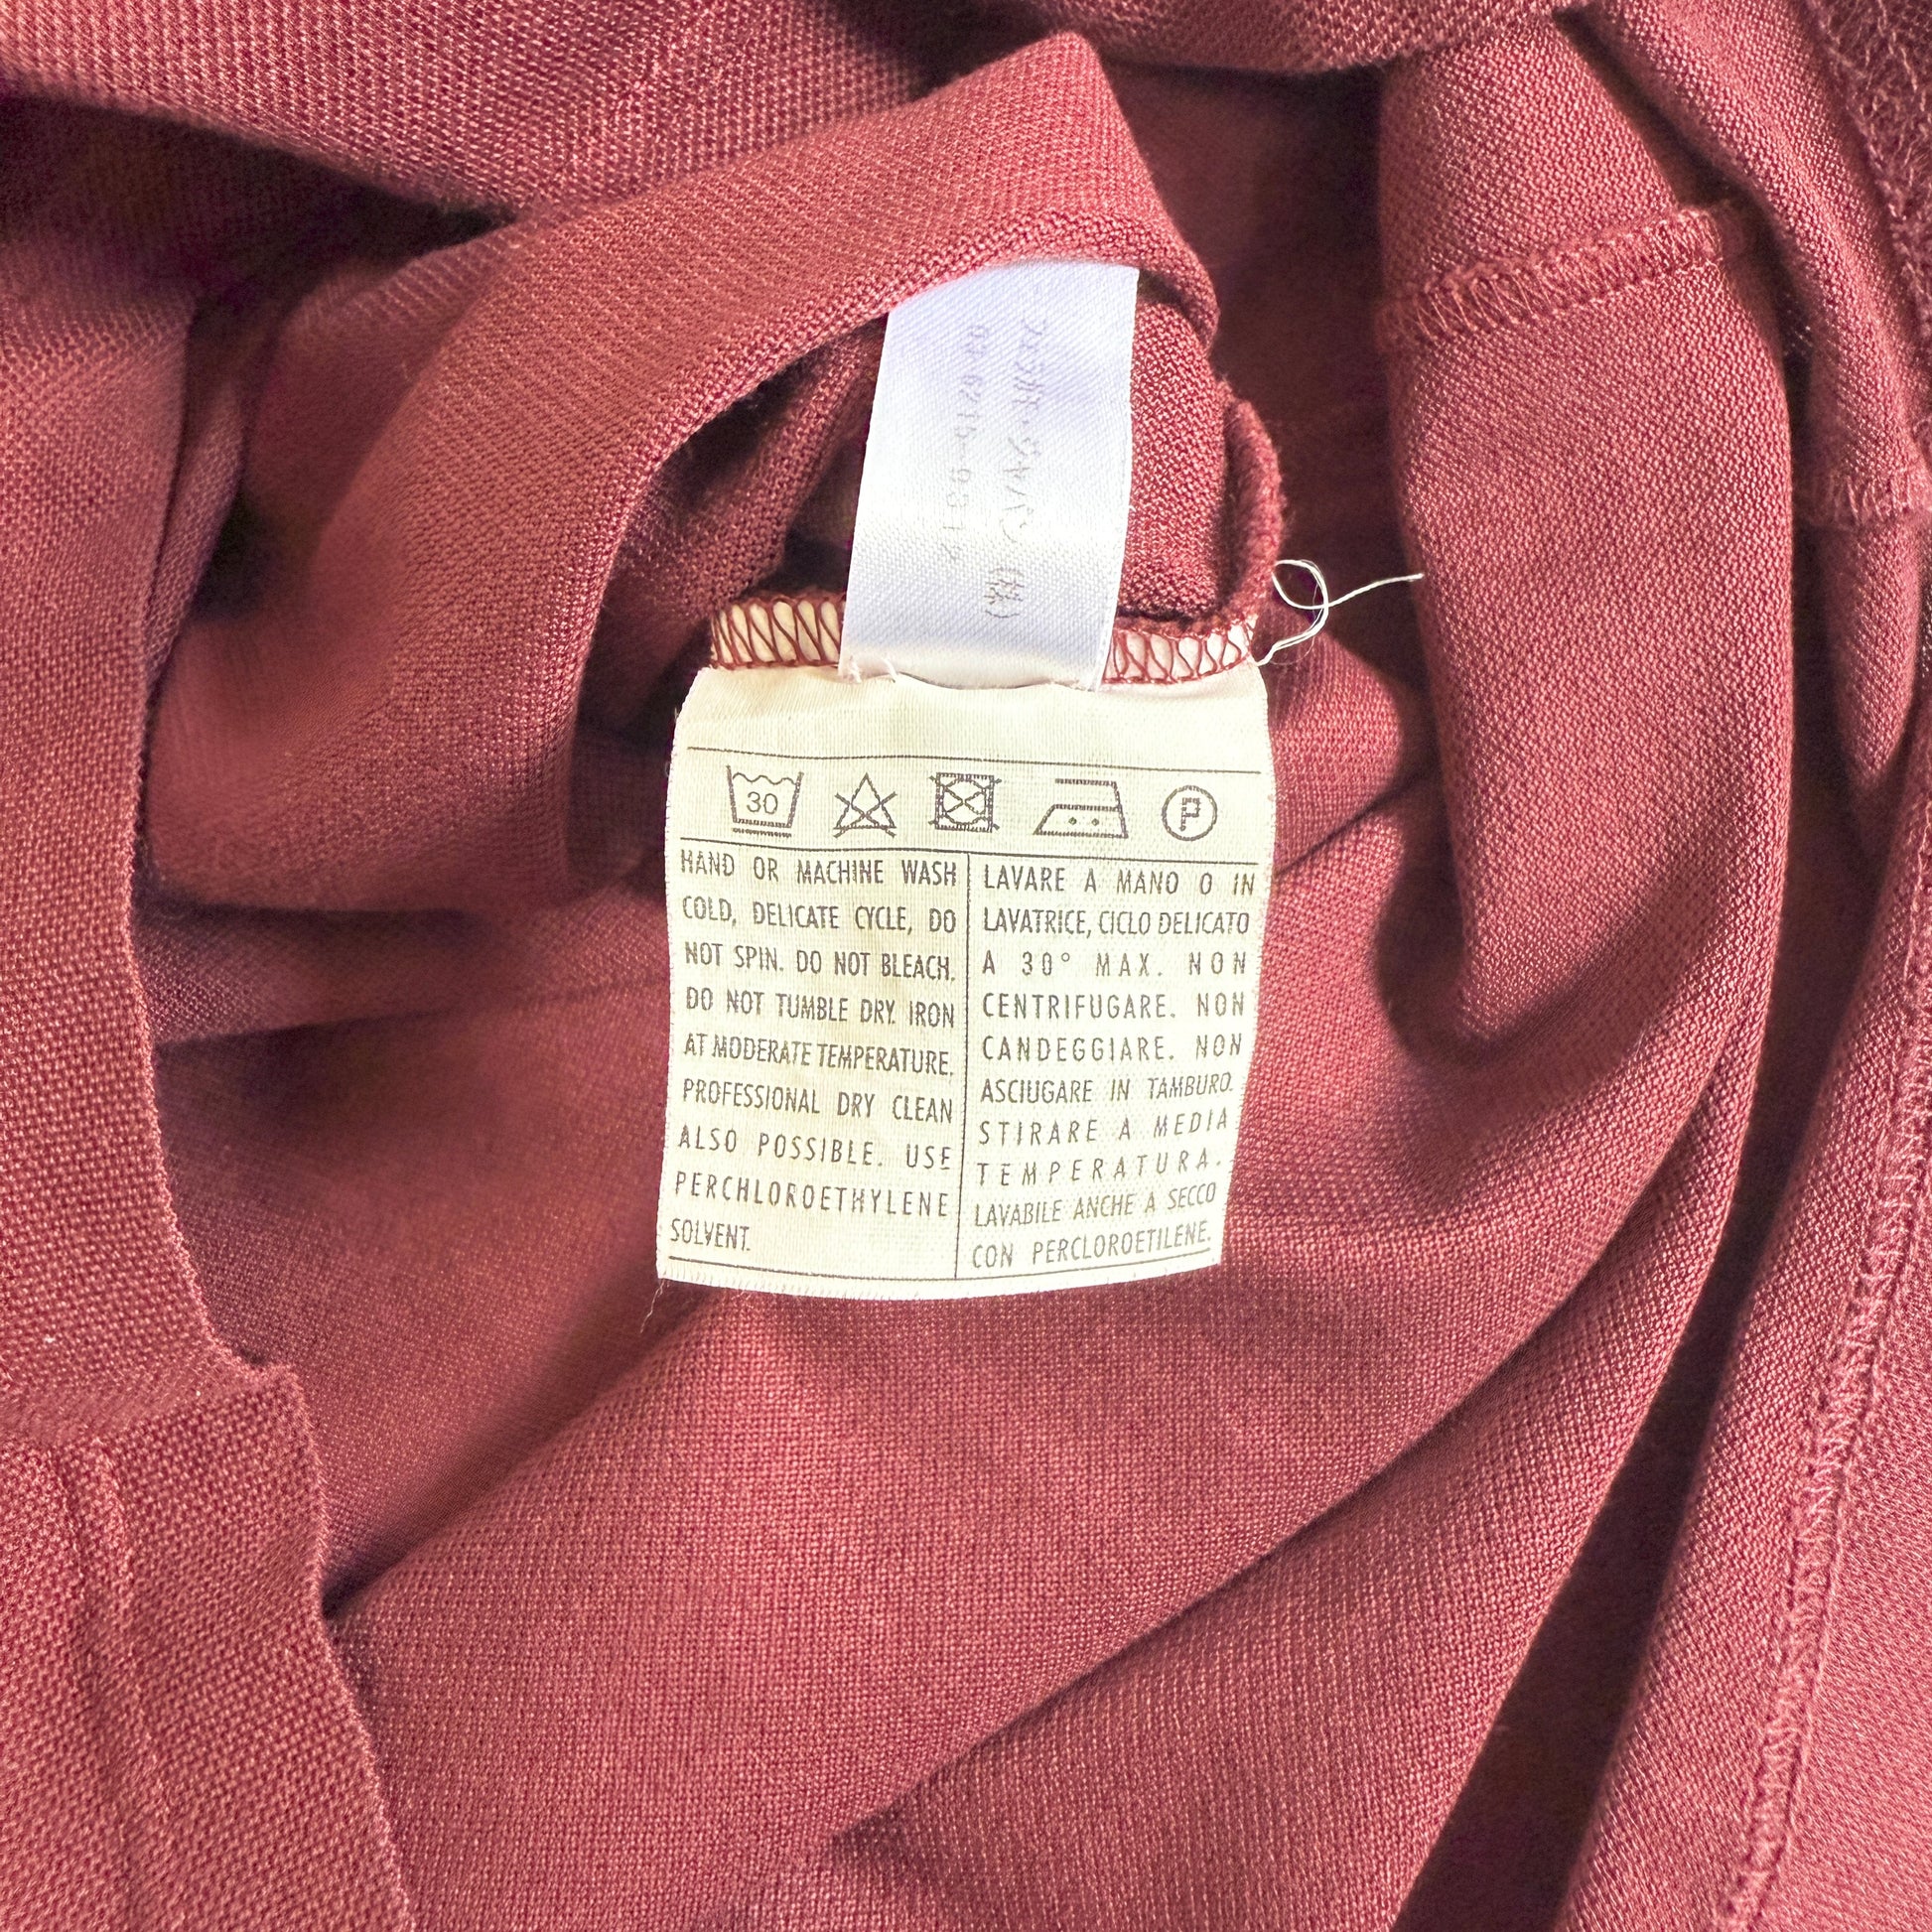 30
P
HAND OR MACHINE WASH
COLD, DELICATE CYCLE, DO
NOT SPIN. DO NOT BLEACH.
DO NOT TUMBLE DRY. IRON
AT MODERATE TEMPERATURE.
PROFESSIONAL DRY CLEAN
ALSO POSSIBLE. USE
PERCHLOROETHYLENE
SOLVENT.
LAVARE A MANO O IN
LAVATRICE, CICLO DELICATO
A 30° MAX. NON
CENTRIFUGARE. NON
CANDEGGIARE. NON
ASCIUGARE IN TAMBURO.
STIRARE A MEDIA
TEMPERATURA.
LAVABILE ANCHE A SECCO
CON PERCLOROETILENE.